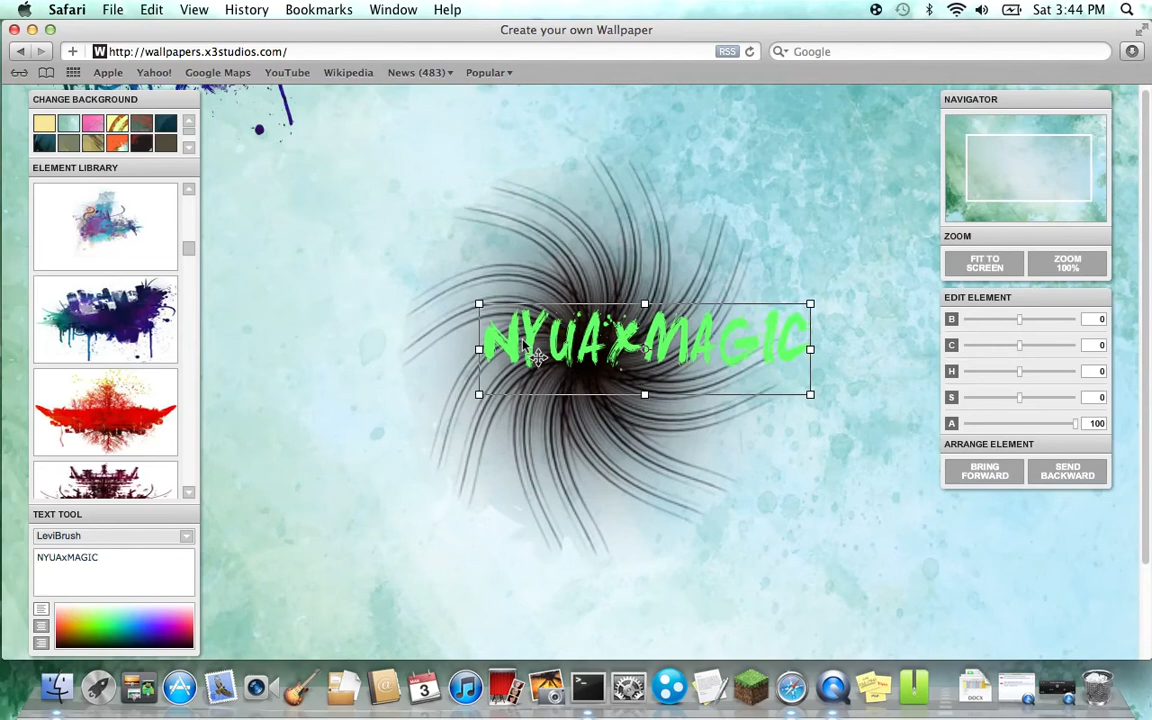 Safari File Edit View History Bookmarks Window Help Sat 3:44 PM
Create your own Wallpaper
W http://wallpapers.x3studios.com/ RSS Google
Apple Yahoo! Google Maps YouTube Wikipedia News (483) Popular
CHANGE BACKGROUND
ELEMENT LIBRARY
TEXT TOOL
LeviBrush
NYUAxMAGIC
NYUAxMAGIC
NAVIGATOR
ZOOM
FIT TO
SCREEN
ZOOM
100%
EDIT ELEMENT
B 0
C 0
H 0
S 0
A 100
ARRANGE ELEMENT
BRING
FORWARD
SEND
BACKWARD
3
DOCX